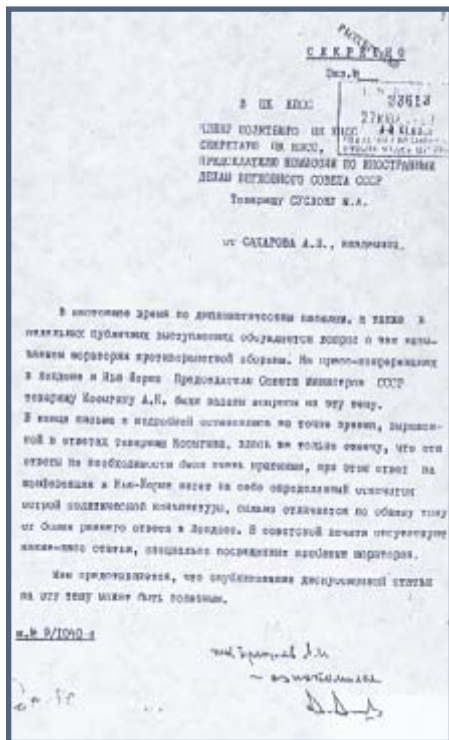 СЕКРЕТНО
Экз.№
23613
В ЦК КПСС
ЧЛЕНУ ПОЛИТБЮРО ЦК КПСС
СЕКРЕТАРЮ ЦК КПСС,
ПРЕДСЕДАТЕЛЮ КОМИССИИ ПО ИНОСТРАННЫМ
ДЕЛАМ ВЕРХОВНОГО СОВЕТА СССР
Товарищу СУСЛОВУ М.А.
от САХАРОВА А.Д., академика.
В настоящее время по дипломатическим каналам, а также в
отдельных публичных выступлениях обсуждается вопрос о так назы-
ваемом моратории противоракетной обороны. На пресс-конференциях
в Лондоне и Нью-Йорке Председателю Совета Министров СССР
товарищу Косыгину А.Н. были заданы вопросы на эту тему.
В конце письма я подробней остановлюсь на точке зрения, выражен-
ной в ответах товарища Косыгина, здесь же только отмечу, что эти
ответы по необходимости были очень краткими, при этом ответ на
конференции в Нью-Йорке несет на себе определенный отпечаток
острой политической конъюнктуры, сильно отличается по общему тону
от более раннего ответа в Лондоне. В советской печати отсутствуют
какие-либо статьи, специально посвященные проблеме моратория.
Мне представляется, что опубликование дискуссионной статьи
на эту тему может быть полезным.